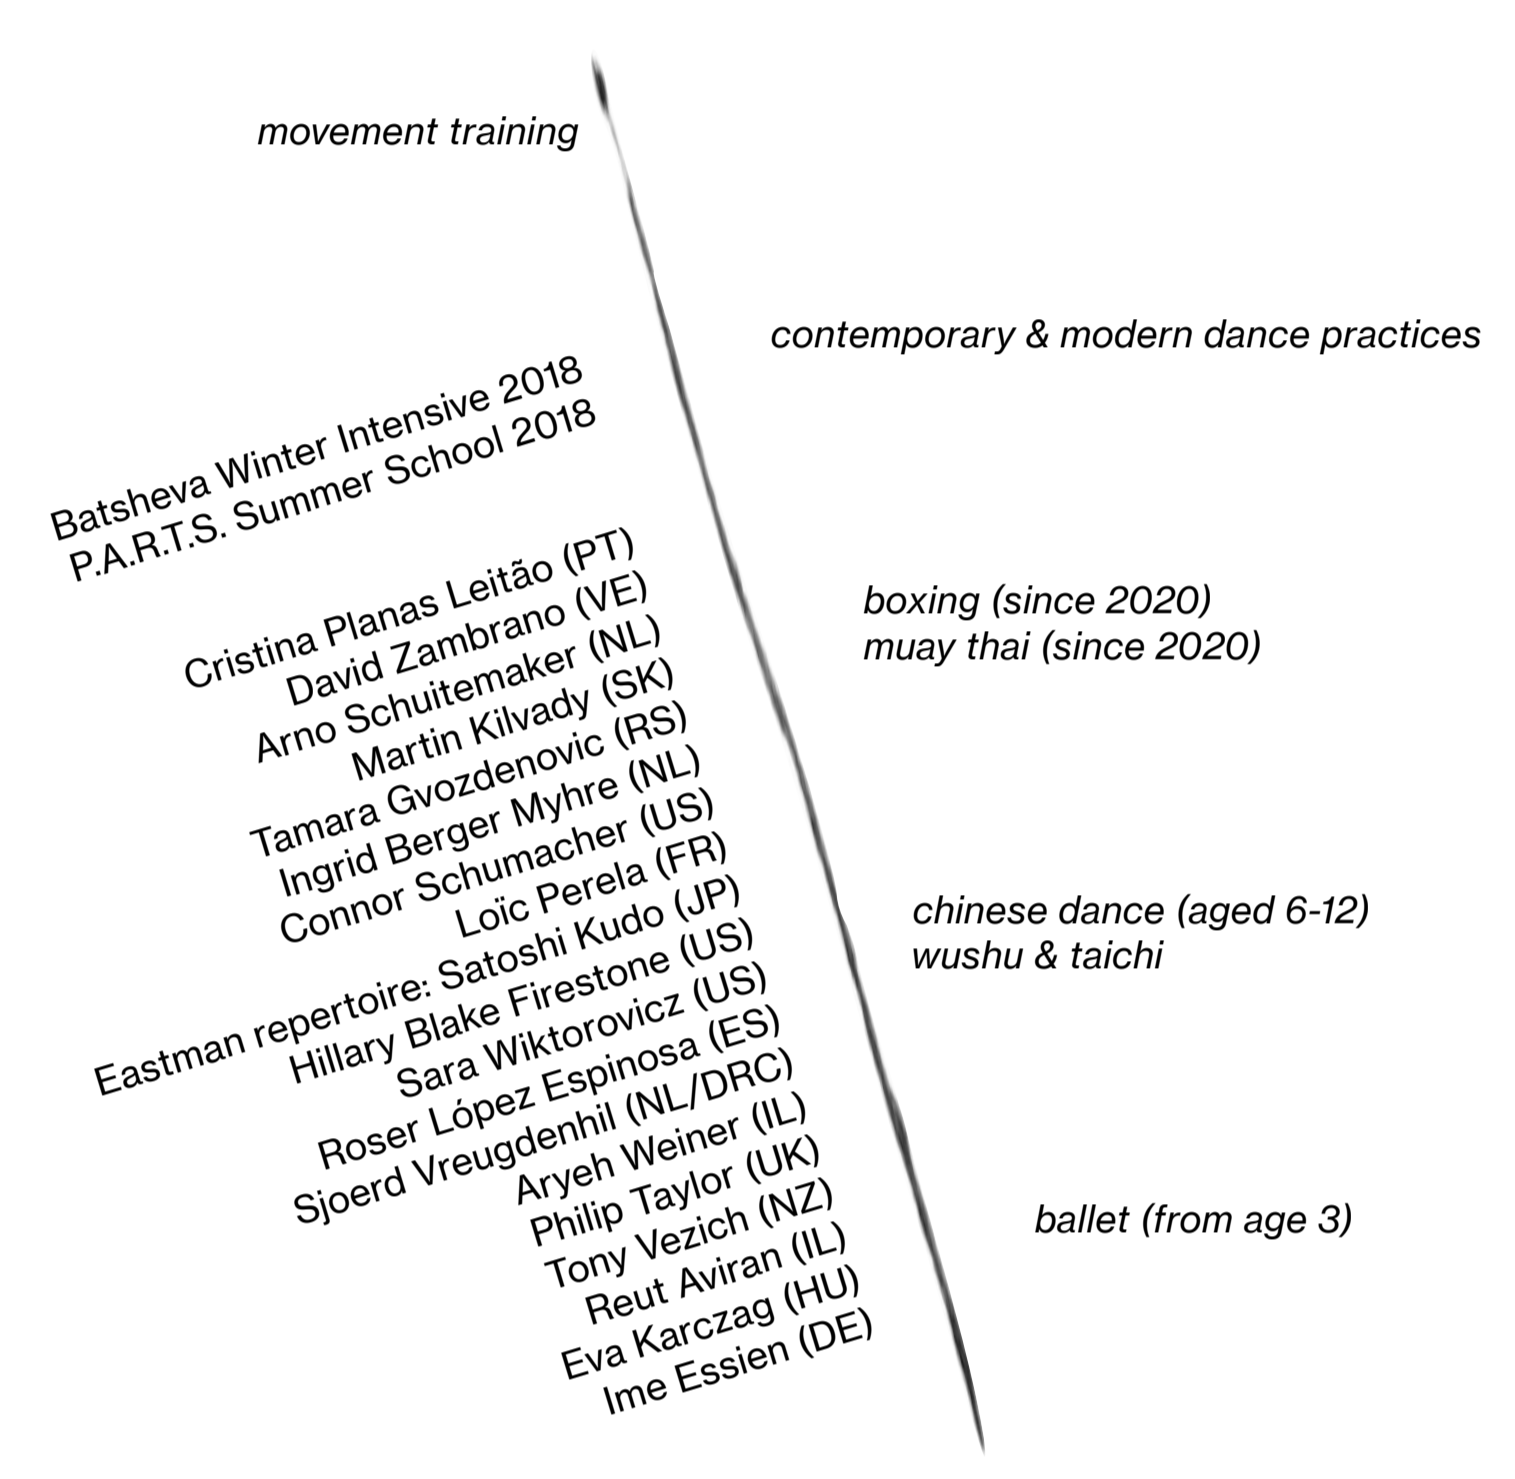 movement training
Batsheva Winter Intensive 2018
P.A.R.T.S. Summer School 2018
Cristina Planas Leitão (PT)
David Zambrano (VE)
Arno Schuitemaker (NL)
Martin Kilvady (SK)
Tamara Gvozdenovic (RS)
Ingrid Berger Myhre (NL)
Connor Schumacher (US)
Loïc Perela (FR)
Eastman repertoire: Satoshi Kudo (JP)
Hillary Blake Firestone (US)
Sara Wiktorovicz (US)
Roser López Espinosa (ES)
Sjoerd Vreugdenhil (NL/DRC)
Aryeh Weiner (IL)
Philip Taylor (UK)
Tony Vezich (NZ)
Reut Aviran (IL)
Eva Karczag (HU)
Ime Essien (DE)
contemporary & modern dance practices
boxing (since 2020)
muay thai (since 2020)
chinese dance (aged 6-12)
wushu & taichi
ballet (from age 3)